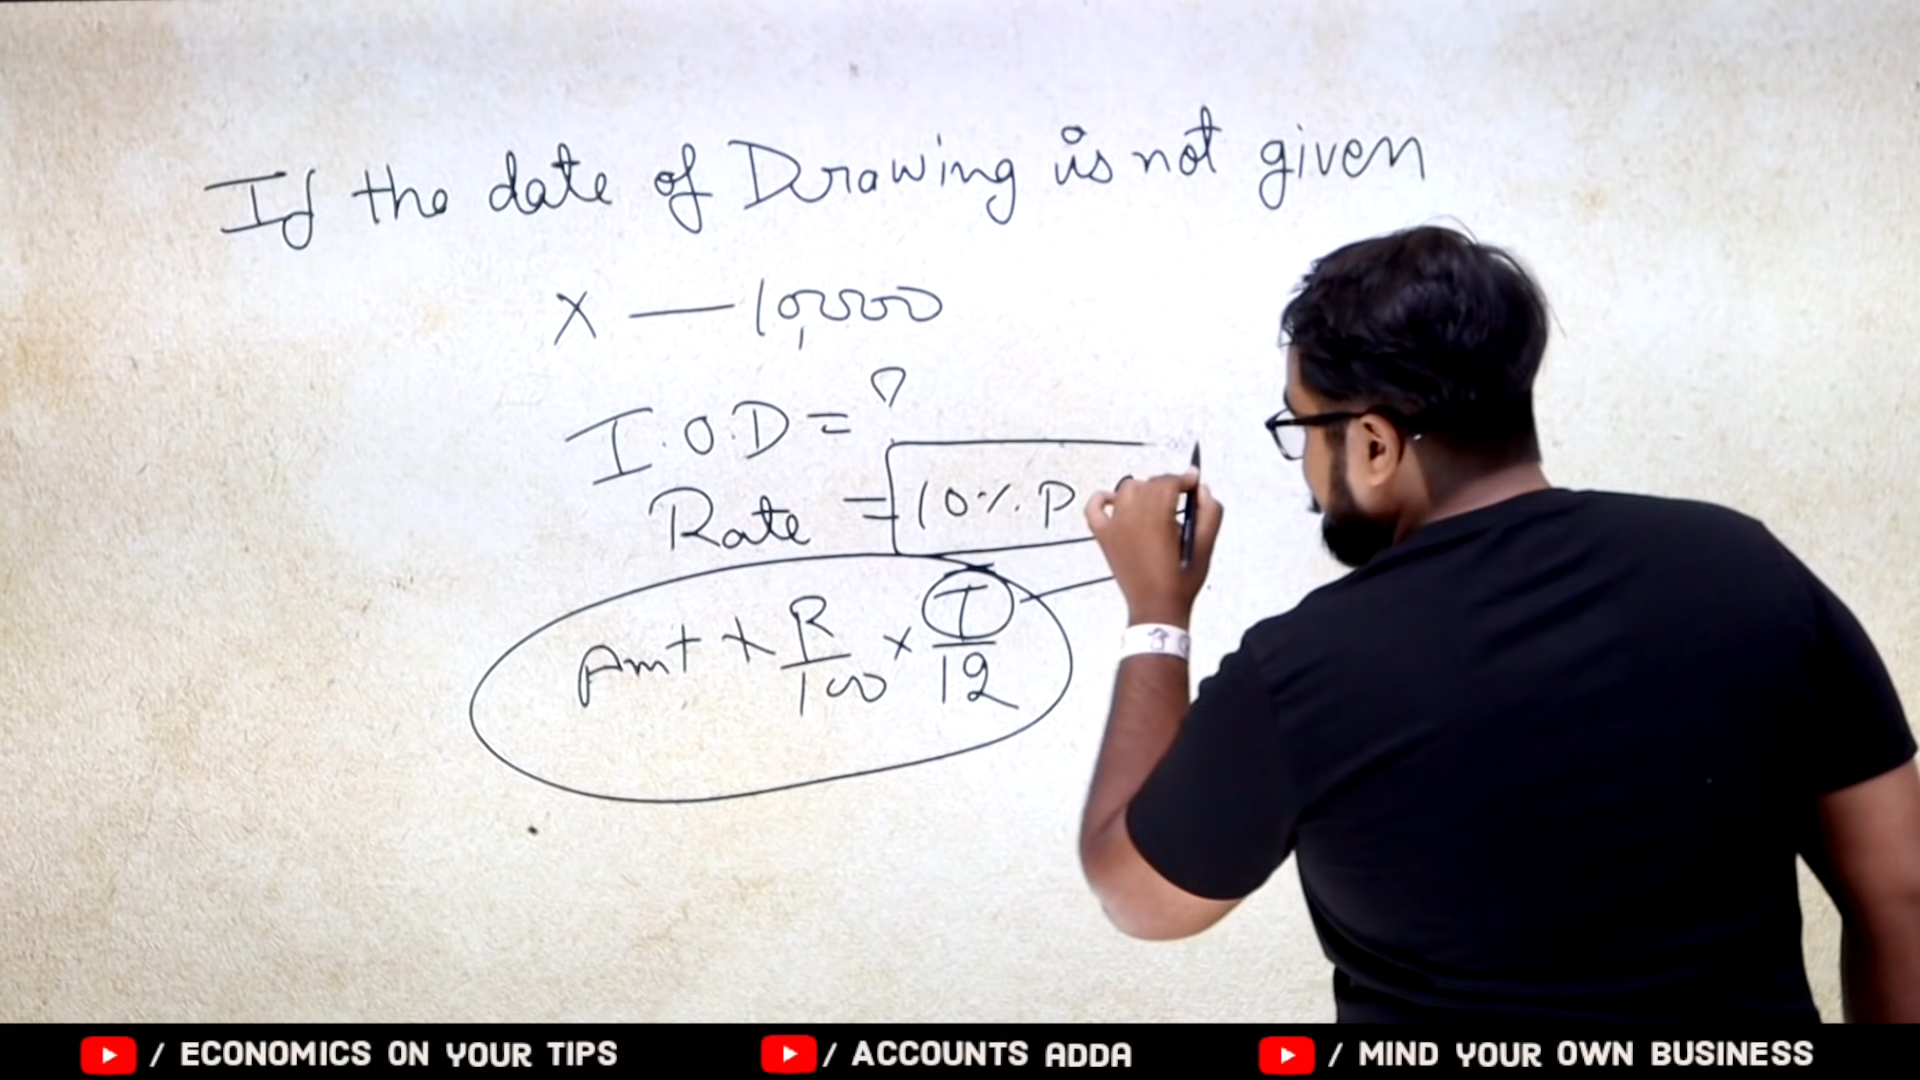 If the date of Drawing is not given
X — 10,000
I.O.D = ?
Rate = 10% P
Amt × R/100 × T/12
/ ECONOMICS ON YOUR TIPS
/ ACCOUNTS ADDA
/ MIND YOUR OWN BUSINESS